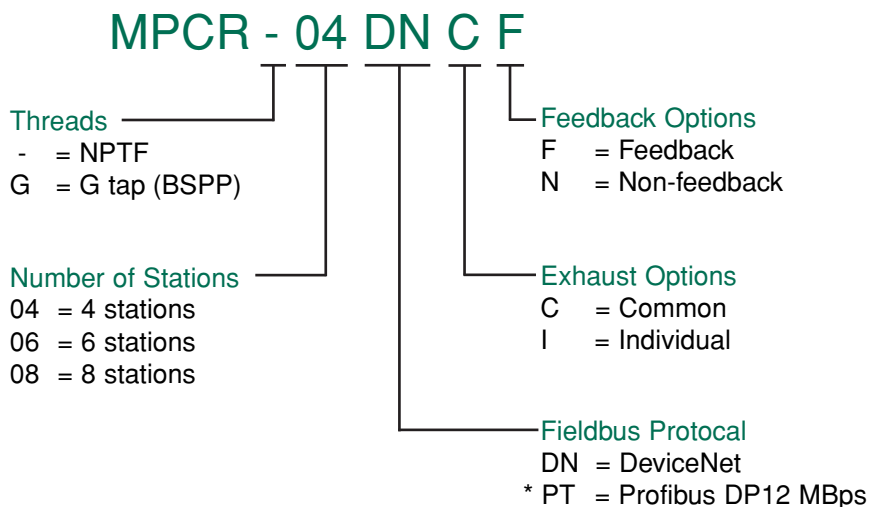 MPCR - 04 DN C F
Threads
- = NPTF
G = G tap (BSPP)
Number of Stations
04 = 4 stations
06 = 6 stations
08 = 8 stations
Feedback Options
F = Feedback
N = Non-feedback
Exhaust Options
C = Common
I = Individual
Fieldbus Protocal
DN = DeviceNet
* PT = Profibus DP12 MBps